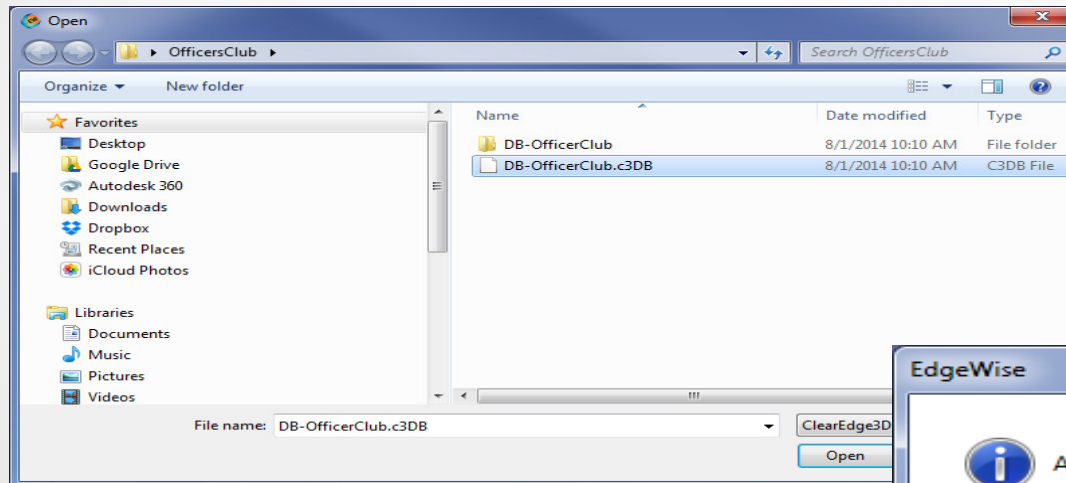 Open
OfficersClub
Search OfficersClub
Organize
New folder
Favorites
Desktop
Google Drive
Autodesk 360
Downloads
Dropbox
Recent Places
iCloud Photos
Libraries
Documents
Music
Pictures
Videos
Name Date modified Type
DB-OfficerClub 8/1/2014 10:10 AM File folder
DB-OfficerClub.c3DB 8/1/2014 10:10 AM C3DB File
File name: DB-OfficerClub.c3DB
ClearEdge3D
Open
EdgeWise
A